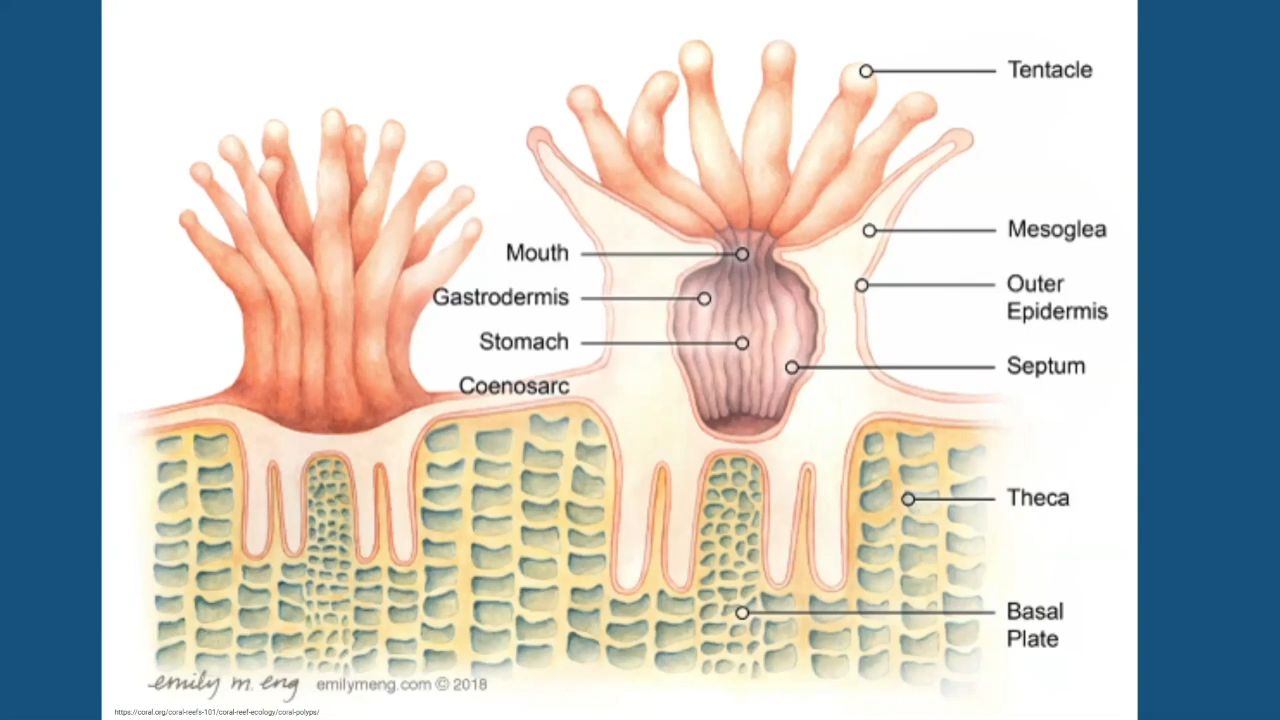 Tentacle
Mesoglea
Mouth
Outer
Epidermis
Gastrodermis
Stomach
Septum
Coenosarc
Theca
Basal
Plate
emily m. eng emilymeng.com © 2018
https://coral.org/coral-reefs-101/coral-reef-ecology/coral-polyps/